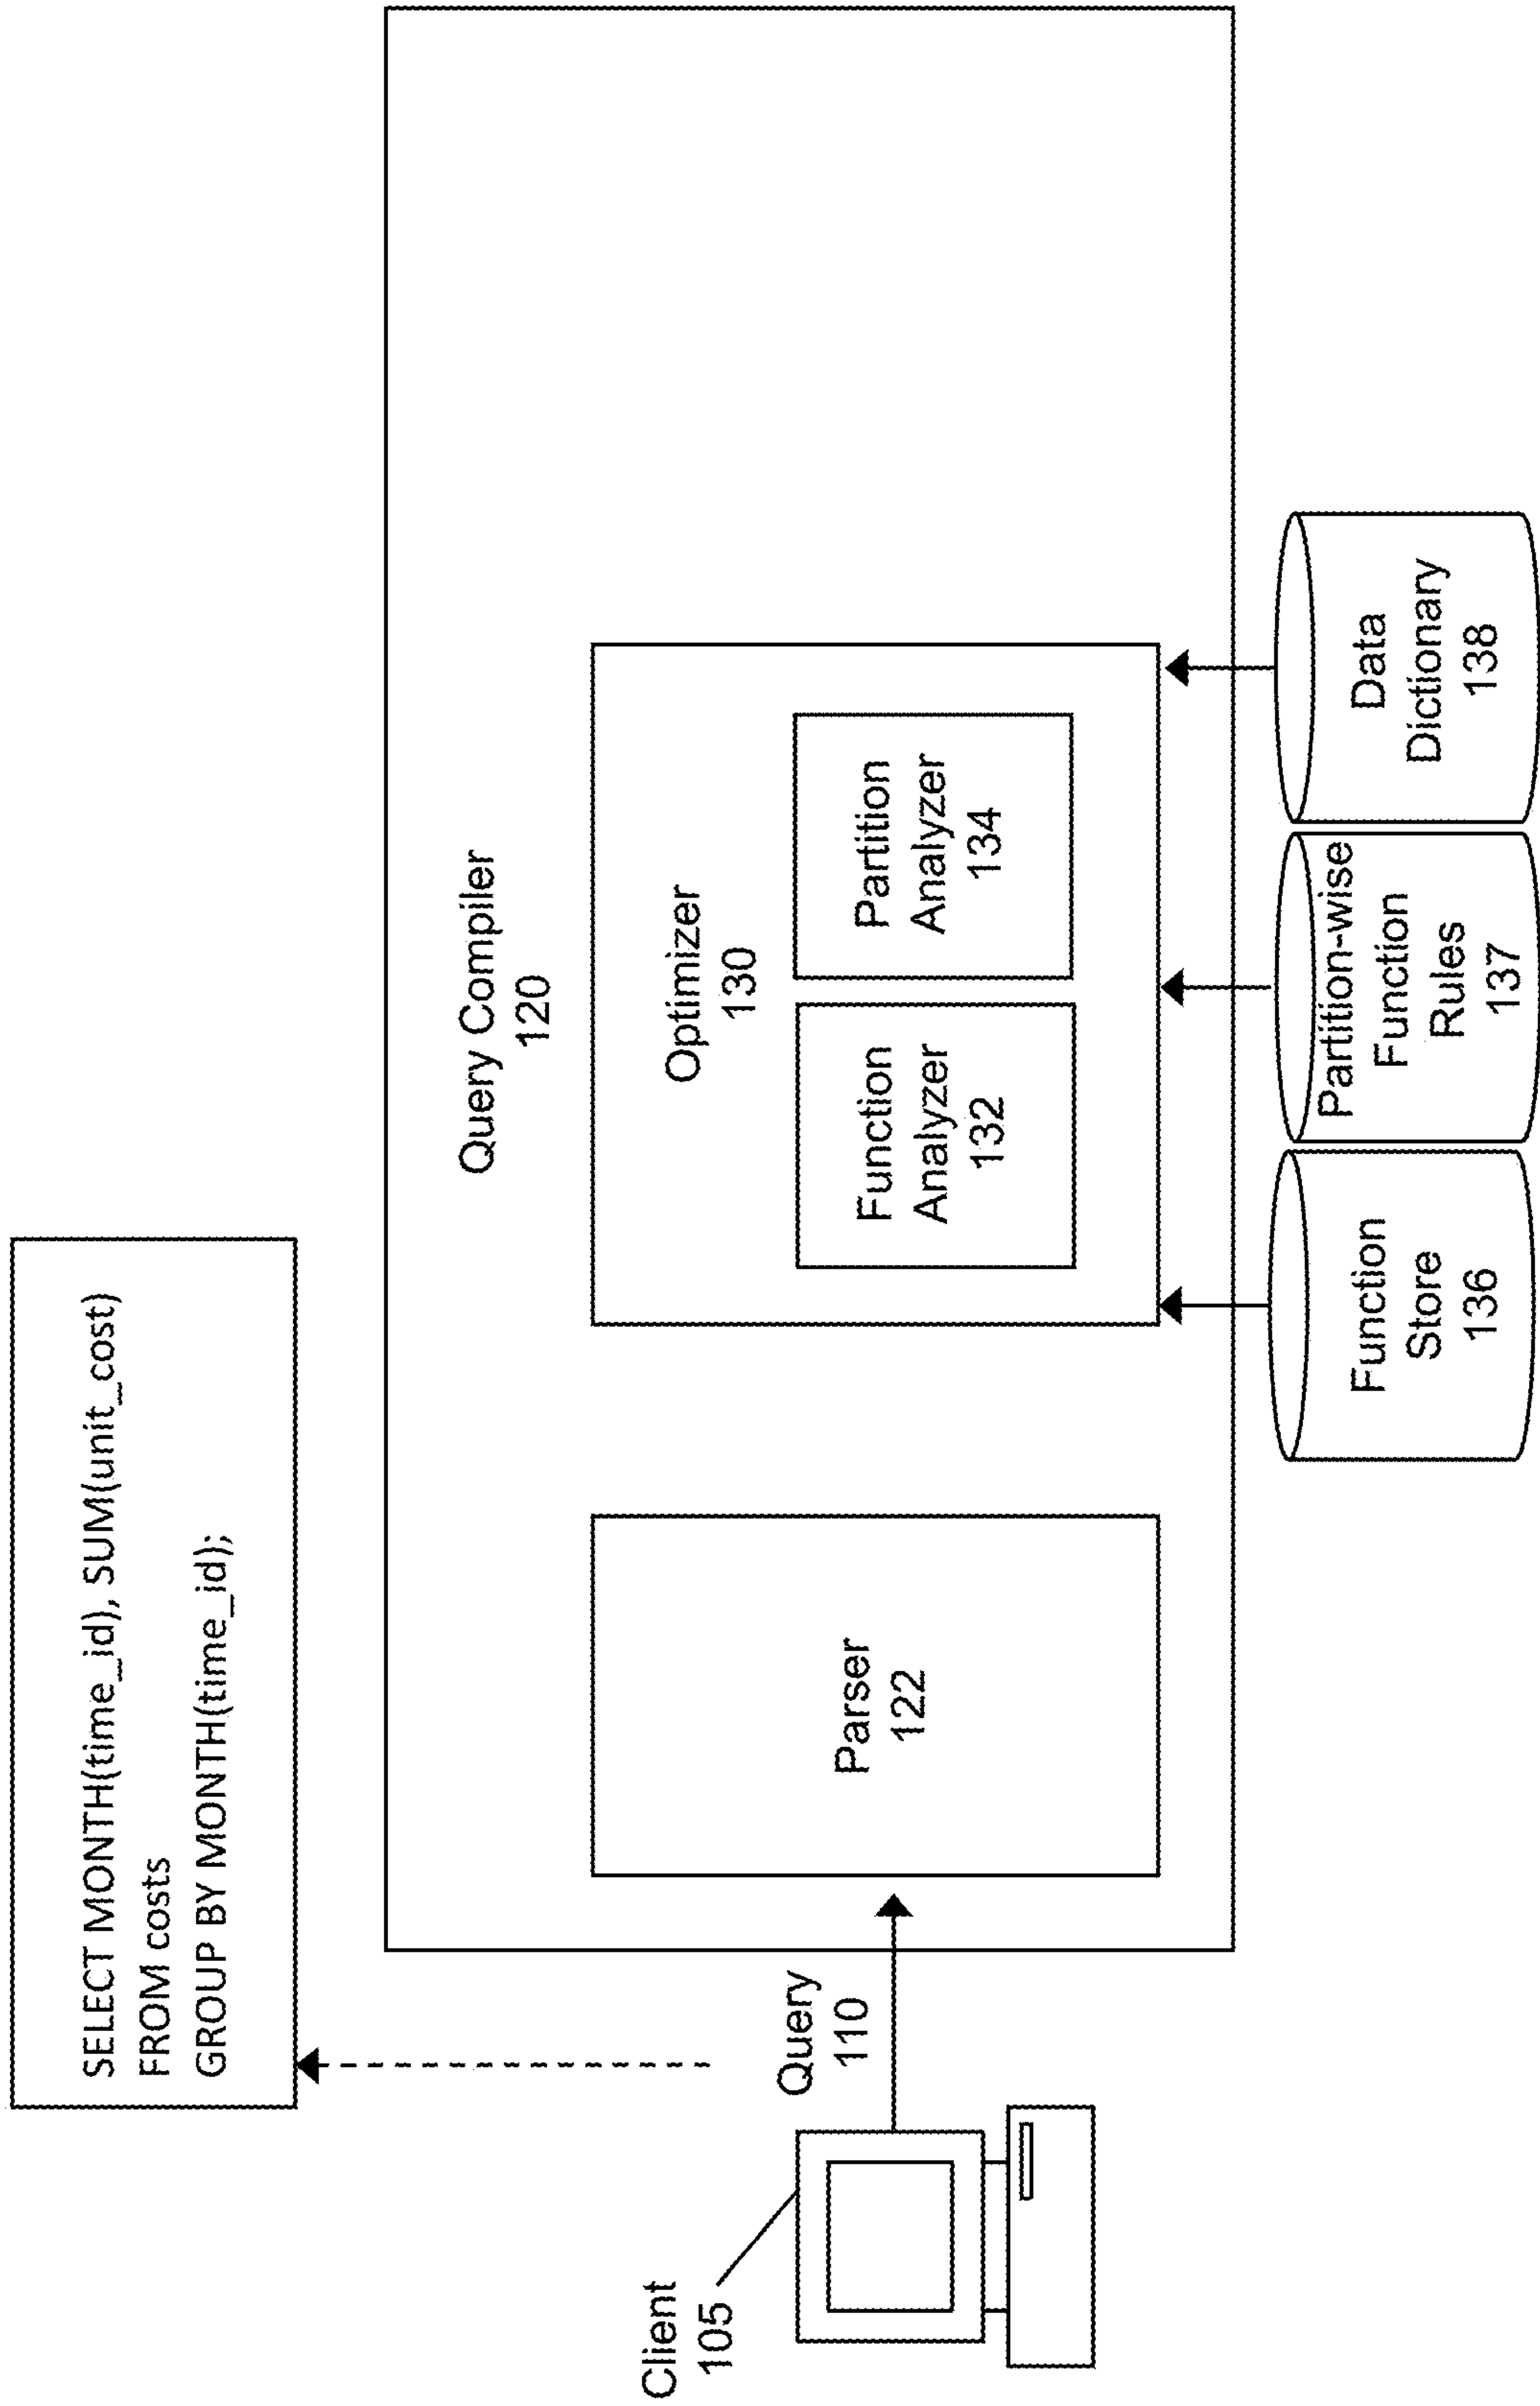 SELECT MONTH(time_id), SUM(unit_cost)
FROM costs
GROUP BY MONTH(time_id);
Client
105
Query
110
Query Compiler
120
Parser
122
Optimizer
130
Function
Analyzer
132
Partition
Analyzer
134
Function
Store
136
Partition-wise
Function
Rules
137
Data
Dictionary
138